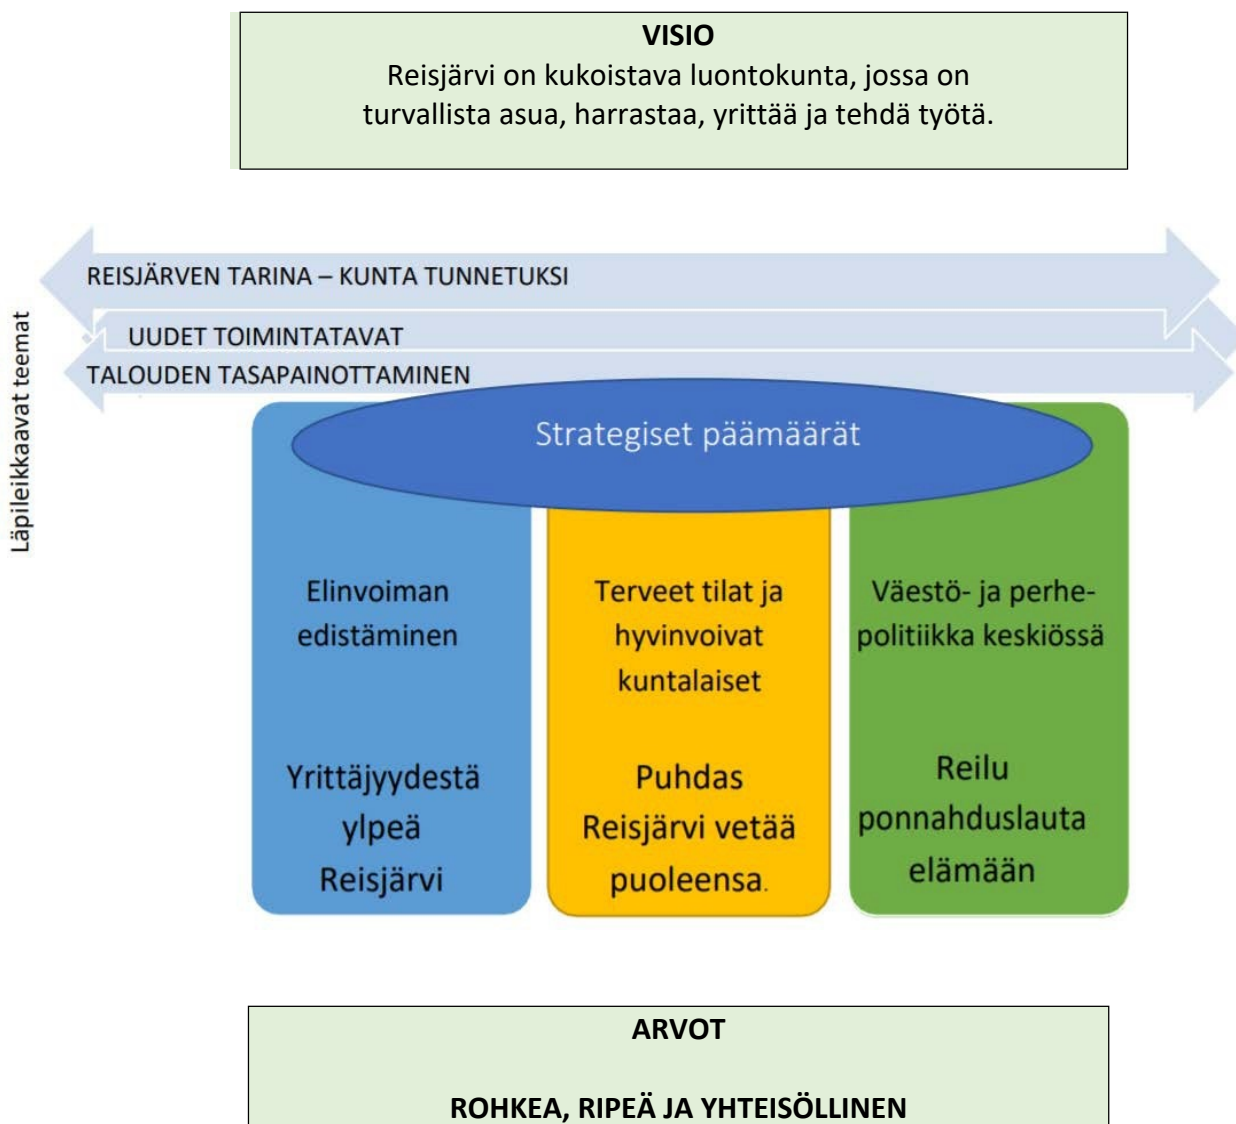 VISIO
Reisjärvi on kukoistava luontokunta, jossa on
turvallista asua, harrastaa, yrittää ja tehdä työtä.
Läpileikkaavat teemat
REISJÄRVEN TARINA – KUNTA TUNNETUKSI
UUDET TOIMINTATAVAT
TALOUDEN TASAPAINOTTAMINEN
Strategiset päämäärät
Elinvoiman
edistäminen
Yrittäjyydestä
ylpeä
Reisjärvi
Terveet tilat ja
hyvinvoivat
kuntalaiset
Puhdas
Reisjärvi vetää
puoleensa.
Väestö- ja perhe-
politiikka keskiössä
Reilu
ponnahduslauta
elämään
ARVOT
ROHKEA, RIPEÄ JA YHTEISÖLLINEN